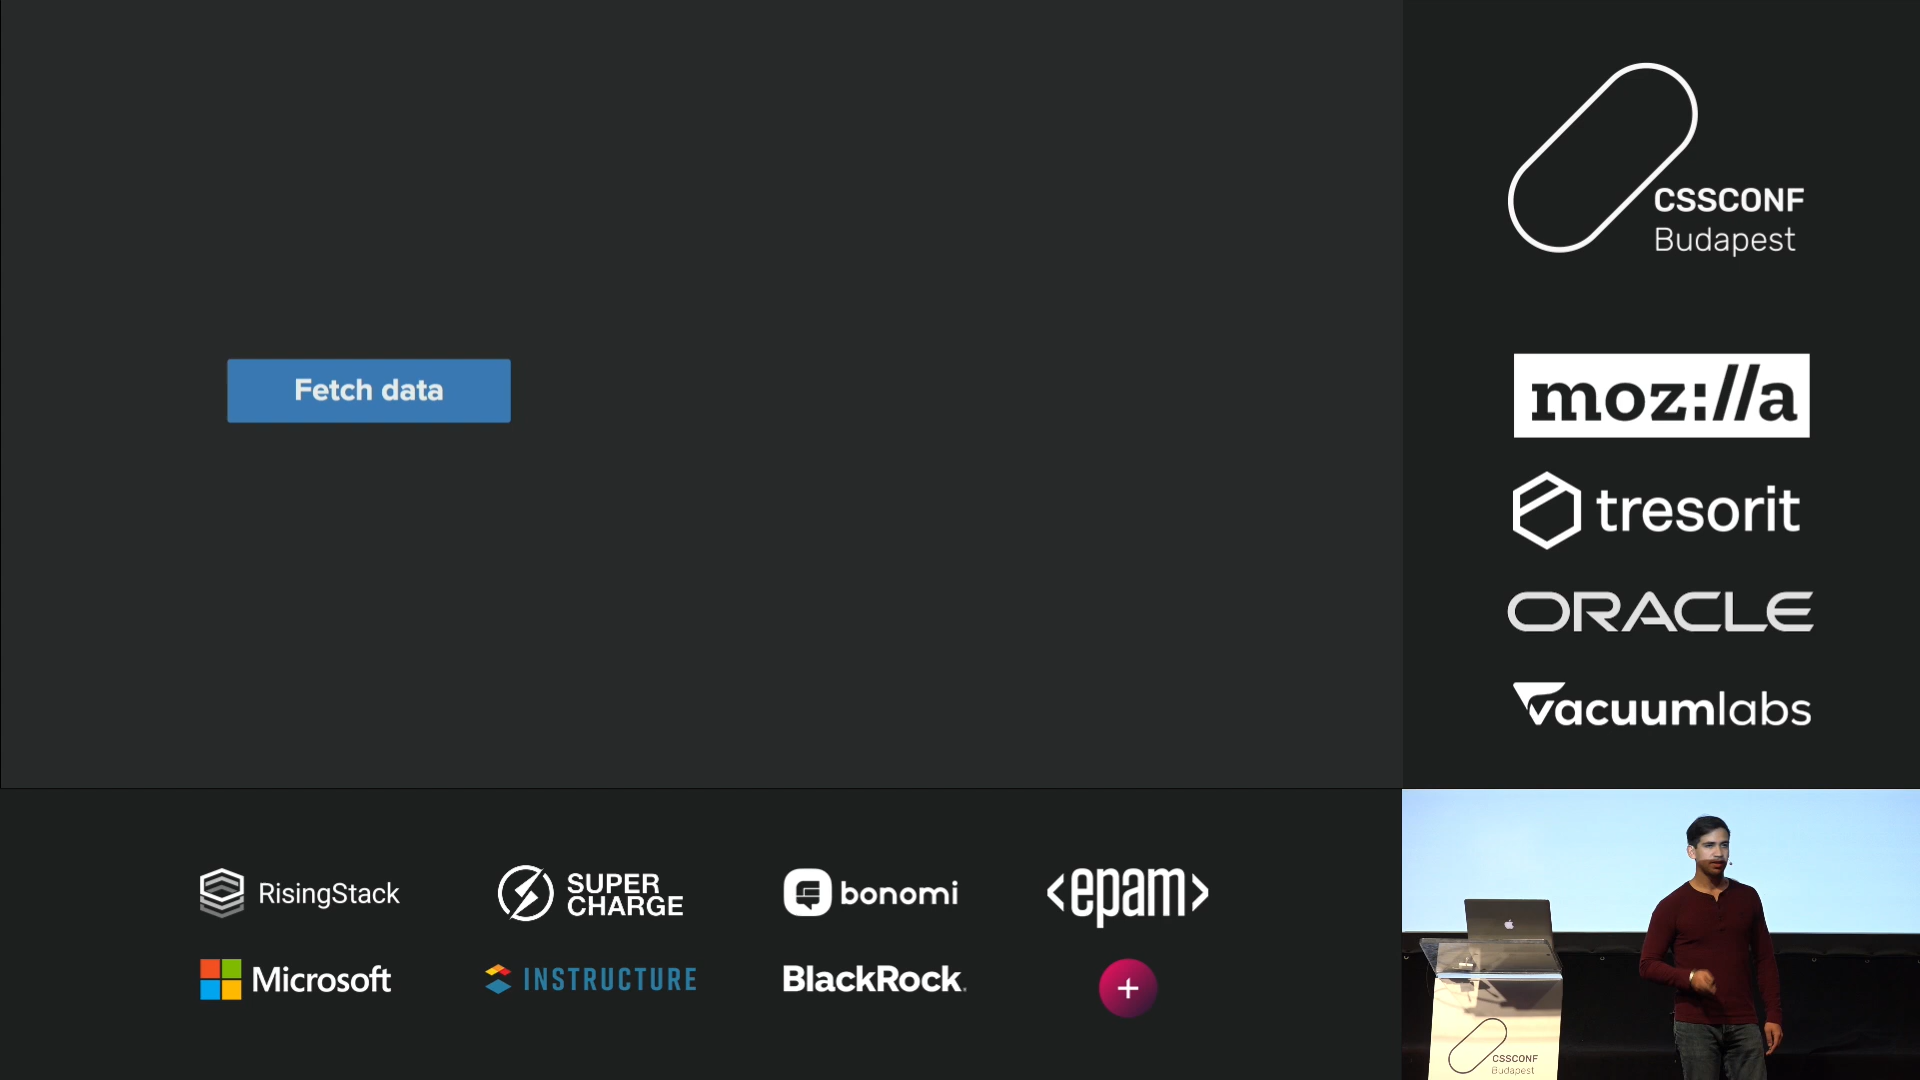 Fetch data
CSSCONF
Budapest
moz://a
tresorit
ORACLE
vacuumlabs
RisingStack
SUPER
CHARGE
bonomi
<epam>
Microsoft
INSTRUCTURE
BlackRock.
+
CSSCONF
Budapest